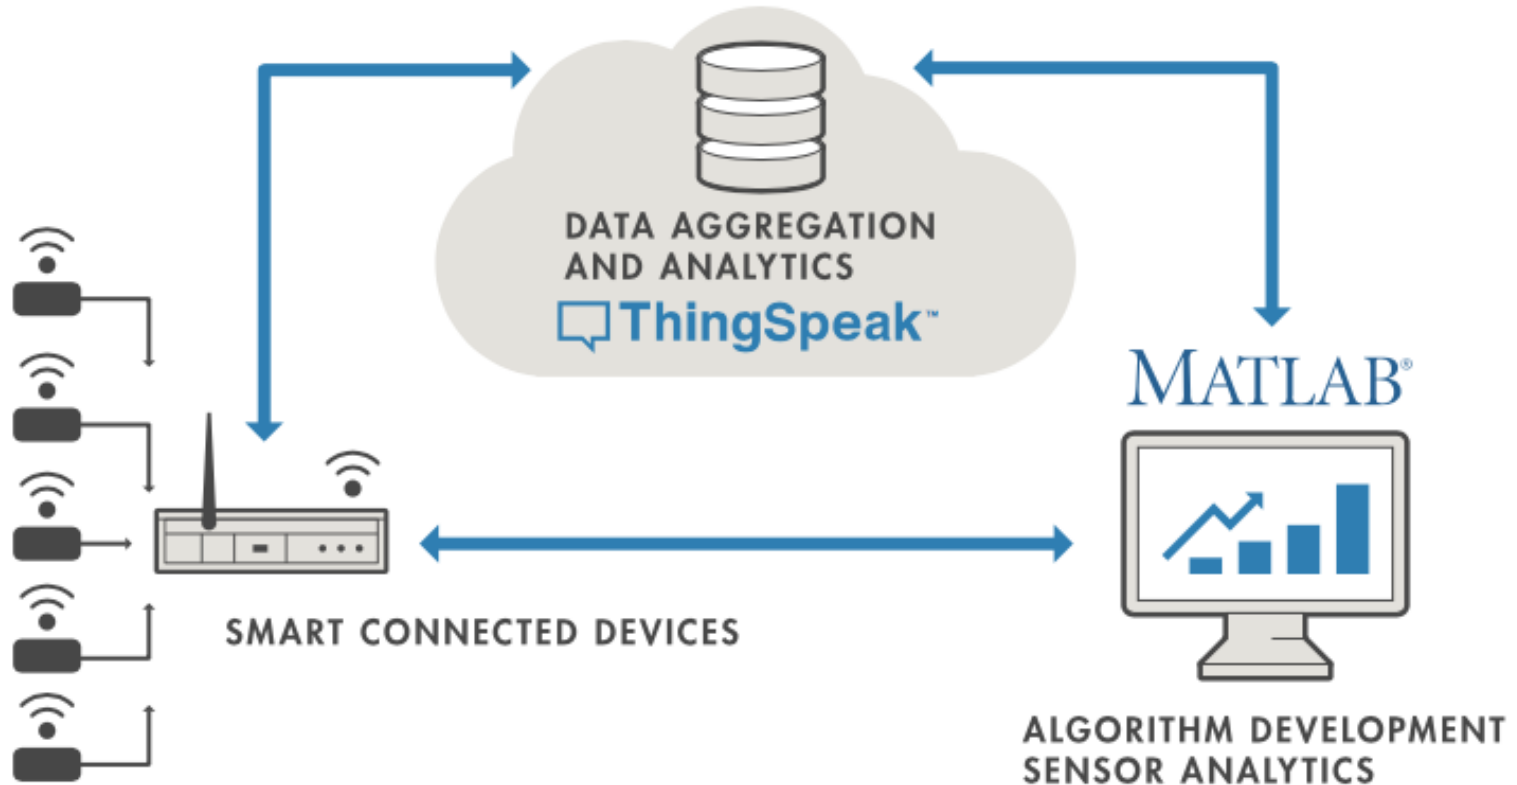 DATA AGGREGATION
AND ANALYTICS
ThingSpeak™
MATLAB®
SMART CONNECTED DEVICES
ALGORITHM DEVELOPMENT
SENSOR ANALYTICS